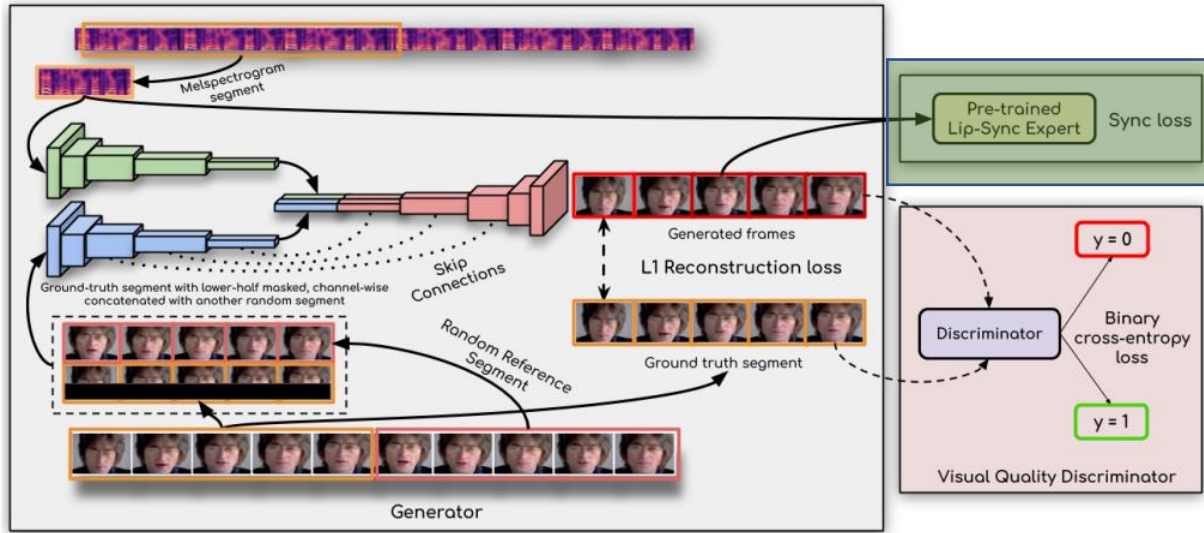 Melspectrogram
segment
Pre-trained
Lip-Sync Expert
Sync loss
Generated frames
L1 Reconstruction loss
Skip
Connections
Ground-truth segment with lower-half masked, channel-wise
concatenated with another random segment
Random Reference
Segment
Ground truth segment
y = 0
Discriminator
Binary
cross-entropy
loss
y = 1
Visual Quality Discriminator
Generator